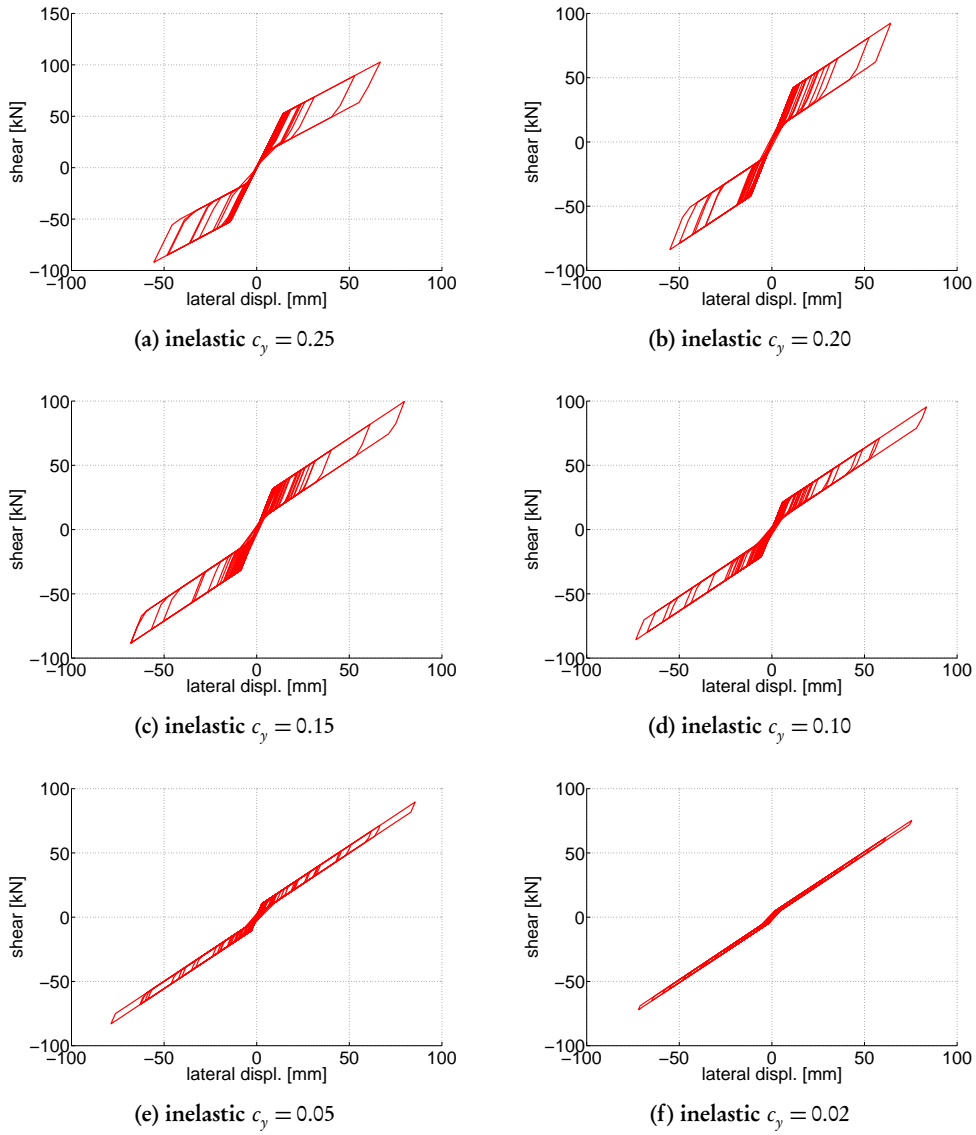 150
100
50
0
−50
−100
−100 −50 0 50 100
shear [kN]
lateral displ. [mm]
(a) inelastic c_y = 0.25
100
50
0
−50
−100
−100 −50 0 50 100
shear [kN]
lateral displ. [mm]
(b) inelastic c_y = 0.20
100
50
0
−50
−100
−100 −50 0 50 100
shear [kN]
lateral displ. [mm]
(c) inelastic c_y = 0.15
100
50
0
−50
−100
−100 −50 0 50 100
shear [kN]
lateral displ. [mm]
(d) inelastic c_y = 0.10
100
50
0
−50
−100
−100 −50 0 50 100
shear [kN]
lateral displ. [mm]
(e) inelastic c_y = 0.05
100
50
0
−50
−100
−100 −50 0 50 100
shear [kN]
lateral displ. [mm]
(f) inelastic c_y = 0.02